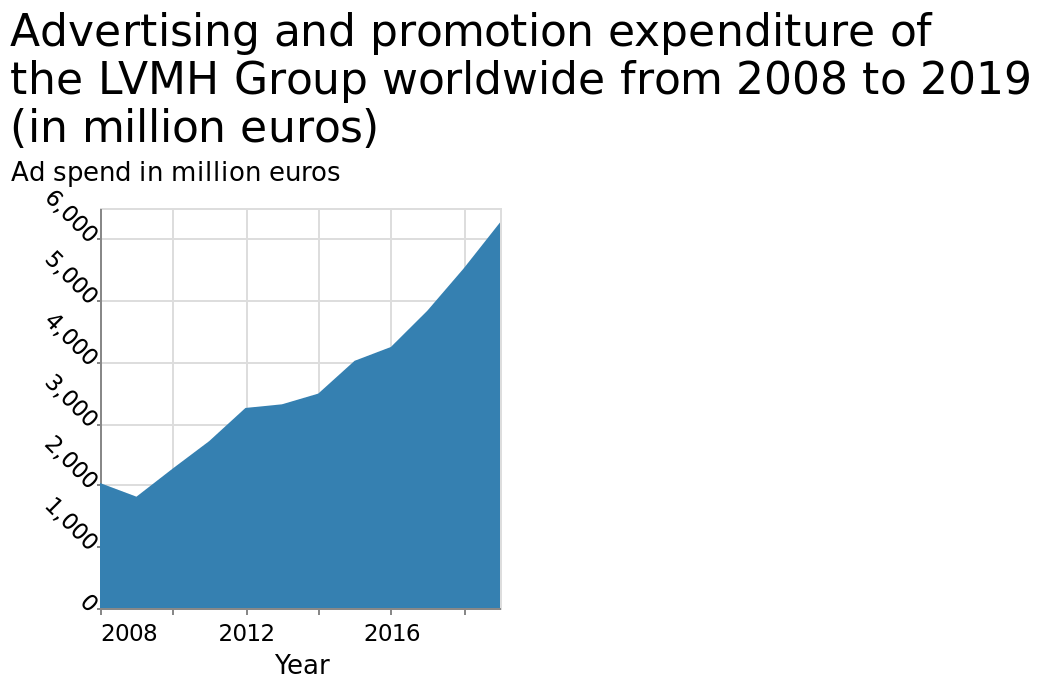 Advertising and promotion expenditure of
the LVMH Group worldwide from 2008 to 2019
(in million euros)
Ad spend in million euros
6,000
5,000
4,000
3,000
2,000
1,000
0
2008 2012 2016
Year